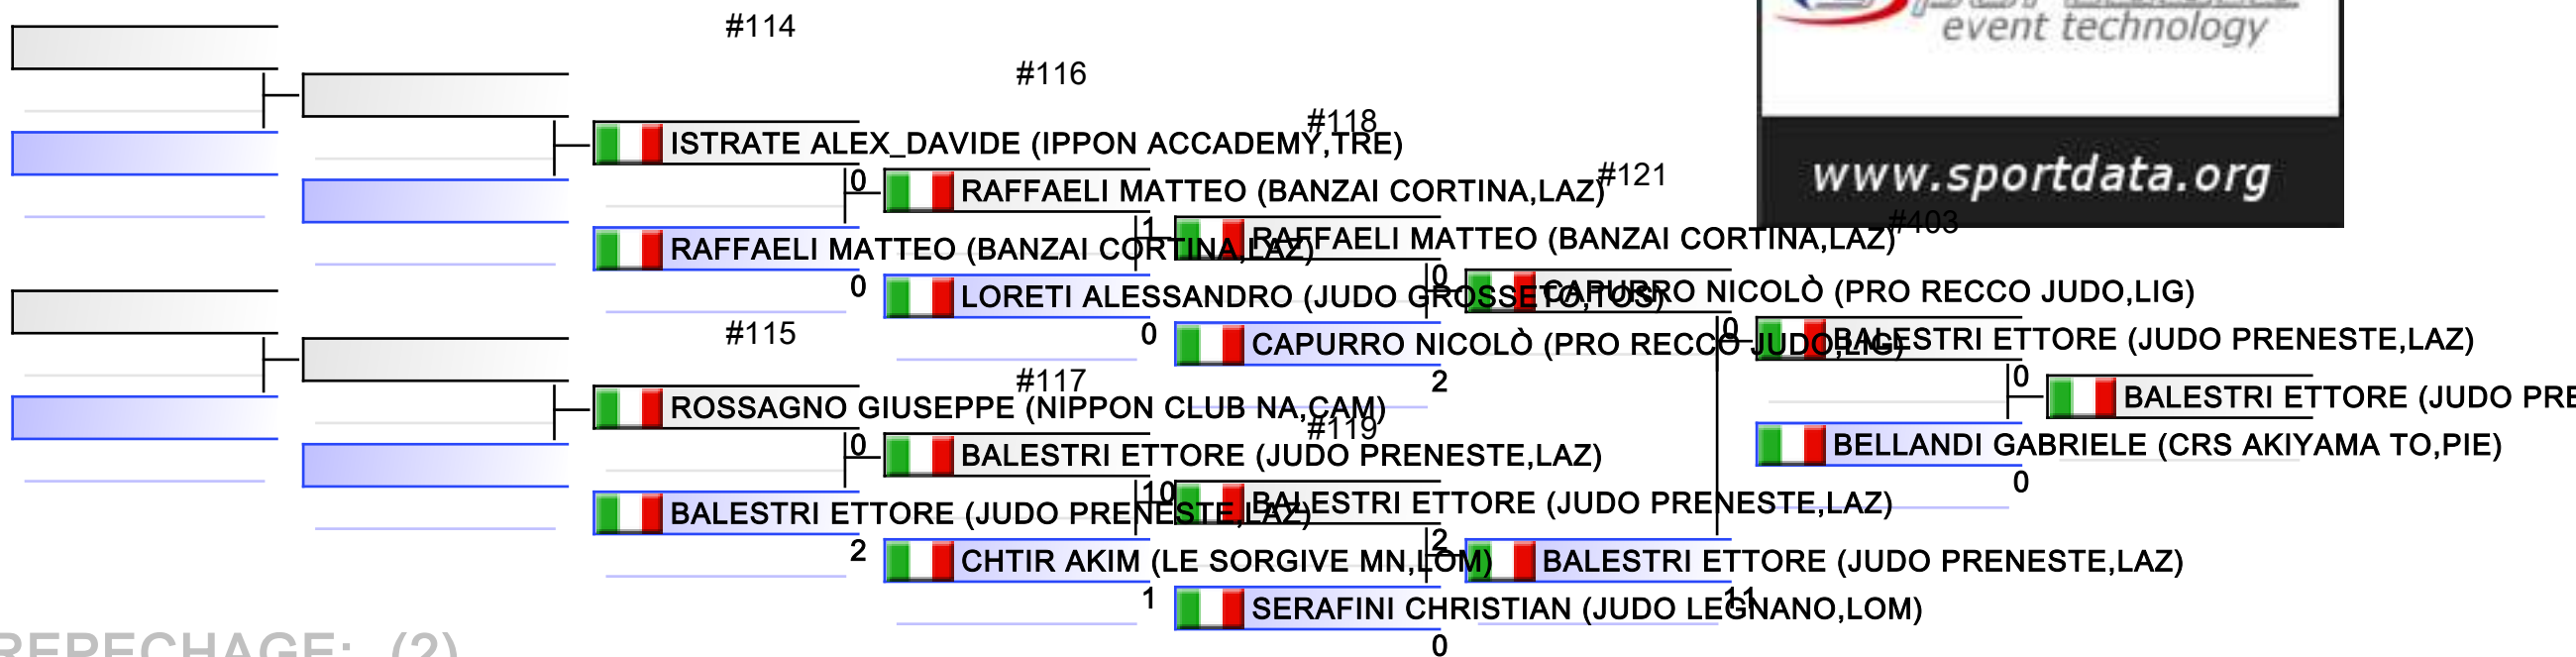 #114
event technology
#116
#118
ISTRATE ALEX_DAVIDE (IPPON ACCADEMY,TRE)
#121
www.sportdata.org
0
RAFFAELI MATTEO (BANZAI CORTINA,LAZ)
#403
1
RAFFAELI MATTEO (BANZAI CORTINA,LAZ)
RAFFAELI MATTEO (BANZAI CORTINA,LAZ)
0
0
LORETI ALESSANDRO (JUDO GROSSETO,TOS)
CAPURRO NICOLÒ (PRO RECCO JUDO,LIG)
#115
0
0
CAPURRO NICOLÒ (PRO RECCO JUDO,LIG)
BALESTRI ETTORE (JUDO PRENESTE,LAZ)
#117
2
0
ROSSAGNO GIUSEPPE (NIPPON CLUB NA,CAM)
BALESTRI ETTORE (JUDO PRE
#119
0
BALESTRI ETTORE (JUDO PRENESTE,LAZ)
BELLANDI GABRIELE (CRS AKIYAMA TO,PIE)
0
10
BALESTRI ETTORE (JUDO PRENESTE,LAZ)
BALESTRI ETTORE (JUDO PRENESTE,LAZ)
2
2
CHTIR AKIM (LE SORGIVE MN,LOM)
BALESTRI ETTORE (JUDO PRENESTE,LAZ)
1
11
SERAFINI CHRISTIAN (JUDO LEGNANO,LOM)
0
REPECHAGE: (2)